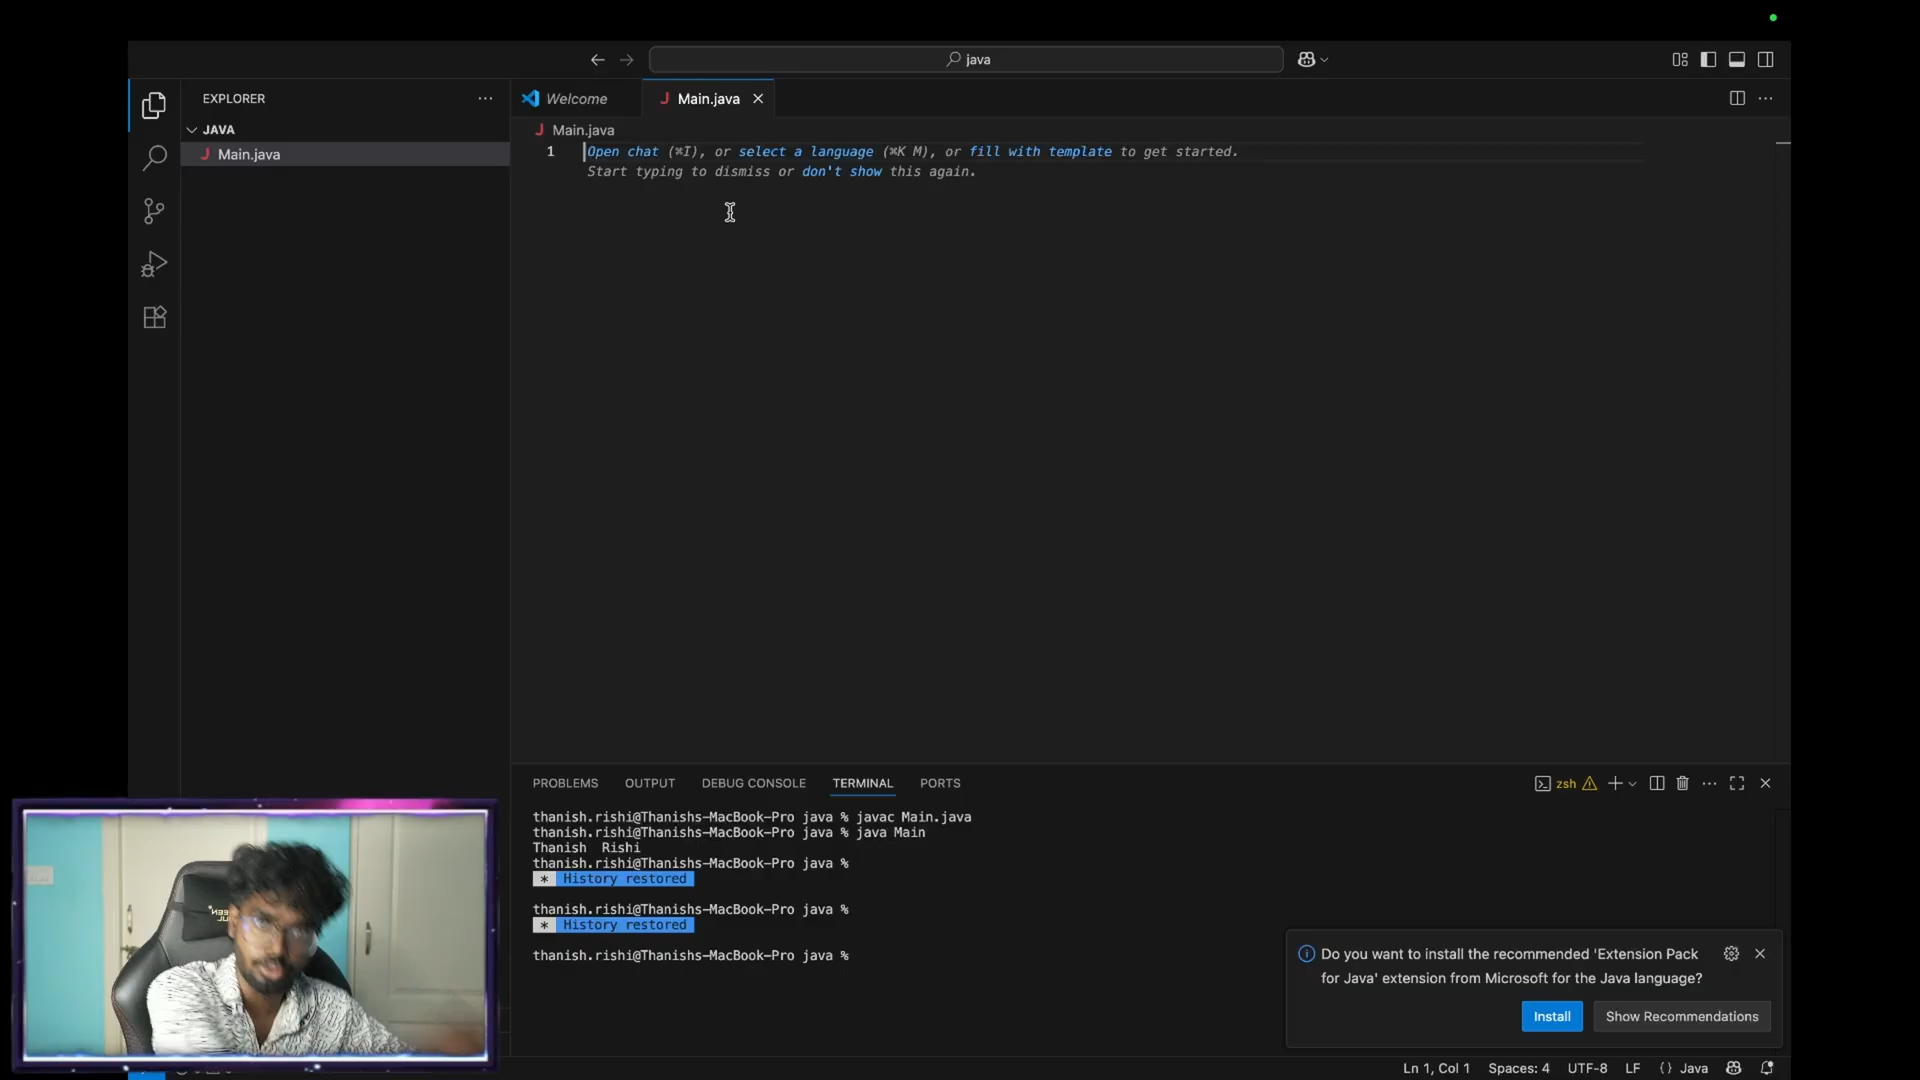 java
EXPLORER
JAVA
Main.java
Welcome
Main.java
Main.java
1
Open chat (⌘I), or select a language (⌘K M), or fill with template to get started.
Start typing to dismiss or don't show this again.
PROBLEMS OUTPUT DEBUG CONSOLE TERMINAL PORTS
zsh
thanish.rishi@Thanishs-MacBook-Pro java % javac Main.java
thanish.rishi@Thanishs-MacBook-Pro java % java Main
Thanish  Rishi
thanish.rishi@Thanishs-MacBook-Pro java %
* History restored
thanish.rishi@Thanishs-MacBook-Pro java %
* History restored
thanish.rishi@Thanishs-MacBook-Pro java %
Do you want to install the recommended 'Extension Pack
for Java' extension from Microsoft for the Java language?
Install
Show Recommendations
Ln 1, Col 1 Spaces: 4 UTF-8 LF {} Java